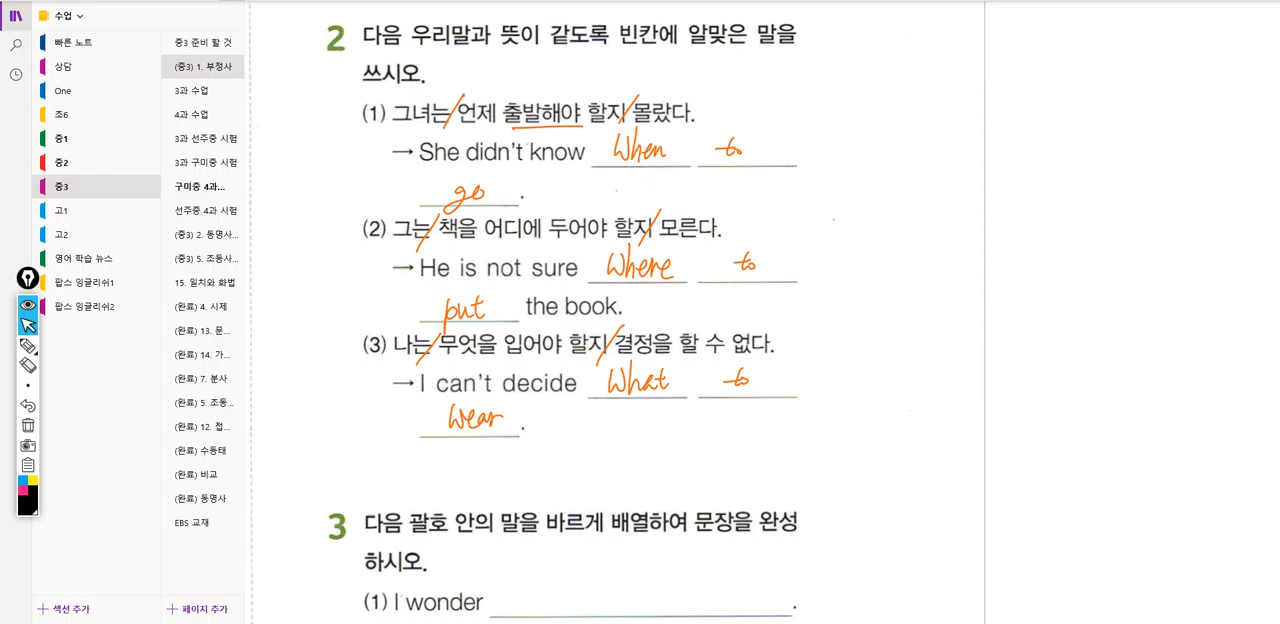 수업
빠른 노트
상담
One
초6
중1
중2
중3
고1
고2
영어 학습 뉴스
팝스 잉글리쉬1
팝스 잉글리쉬2
섹션 추가
중3 준비 할 것
(중3) 1. 부정사
3과 수업
4과 수업
3과 선주중 시험
3과 구미중 시험
구미중 4과...
선주중 4과 시험
(중3) 2. 동명사...
(중3) 5. 조동사...
15. 일치와 화법
(완료) 4. 시제
(완료) 13. 문...
(완료) 14. 가...
(완료) 7. 분사
(완료) 5. 조동...
(완료) 12. 접...
(완료) 수동태
(완료) 비교
(완료) 동명사
EBS 교재
페이지 추가
2 다음 우리말과 뜻이 같도록 빈칸에 알맞은 말을
쓰시오.
(1) 그녀는 언제 출발해야 할지 몰랐다.
→ She didn't know When to
go .
(2) 그는 책을 어디에 두어야 할지 모른다.
→ He is not sure Where to
put the book.
(3) 나는 무엇을 입어야 할지 결정을 할 수 없다.
→ I can't decide What to
Wear .
3 다음 괄호 안의 말을 바르게 배열하여 문장을 완성
하시오.
(1) I wonder .